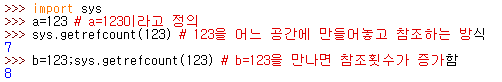 >>> import sys
>>> a=123 # a=123이라고 정의
>>> sys.getrefcount(123) # 123을 어느 공간에 만들어놓고 참조하는 방식
7
>>> b=123;sys.getrefcount(123) # b=123을 만나면 참조횟수가 증가함
8